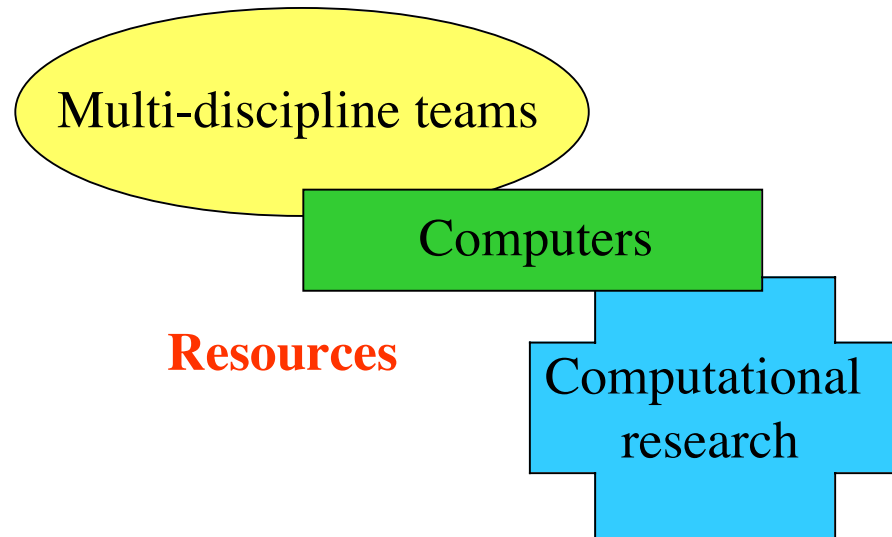 Multi-discipline teams
Computers
Resources
Computational
research